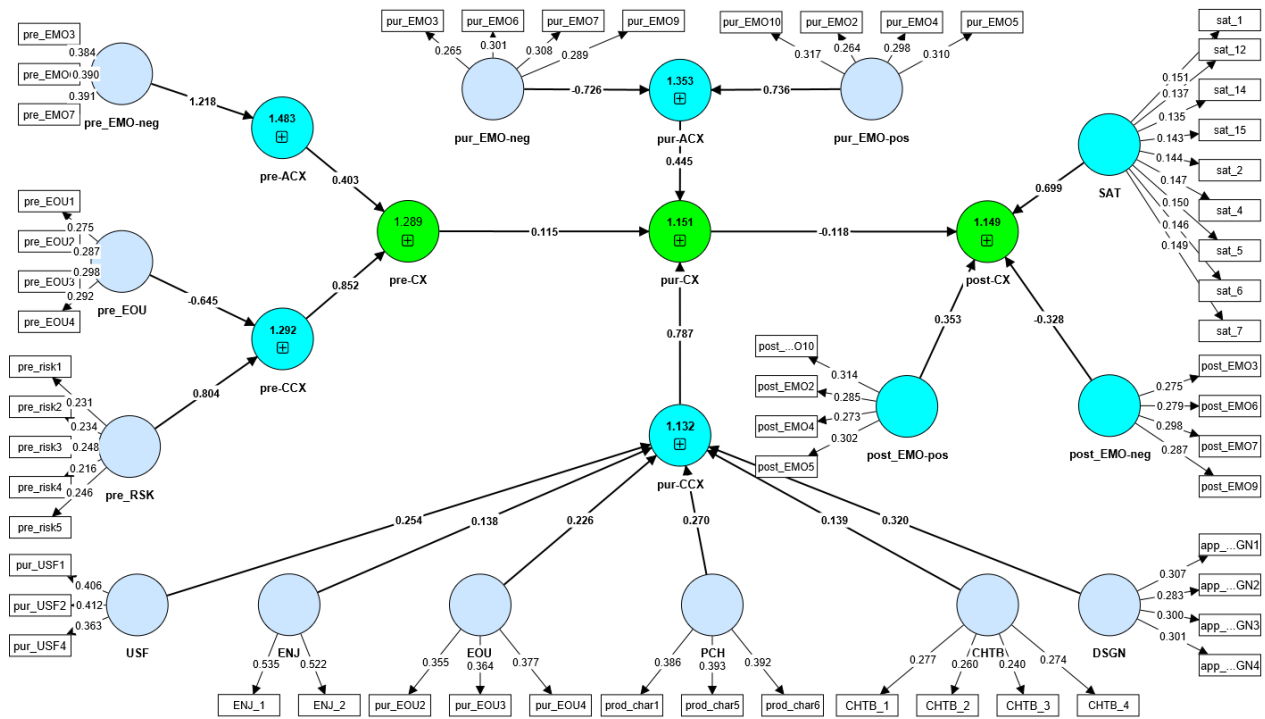 pre_EMO3
0.384
pre_EMO
0.390
0.391
pre_EMO7
pre_EMO-neg
1.218
1.483
pre-ACX
0.403
pur_EMO3
pur_EMO6
pur_EMO7
pur_EMO9
0.265
0.301
0.308
0.289
pur_EMO-neg
-0.726
1.353
pur-ACX
0.445
0.736
pur_EMO10
pur_EMO2
pur_EMO4
pur_EMO5
0.317
0.264
0.298
0.310
pur_EMO-pos
sat_1
sat_12
sat_14
sat_15
sat_2
sat_4
sat_5
sat_6
sat_7
0.151
0.137
0.135
0.143
0.144
0.147
0.150
0.146
0.149
SAT
0.699
pre_EOU1
0.275
pre_EOU2
0.287
0.298
pre_EOU3
0.292
pre_EOU4
pre_EOU
-0.645
1.292
pre-CCX
0.852
1.289
pre-CX
0.115
1.151
pur-CX
-0.118
1.149
post-CX
0.787
0.353
-0.328
pre_risk1
0.231
pre_risk2
0.234
pre_risk3
0.248
0.216
pre_risk4
0.246
pre_risk5
pre_RSK
0.804
1.132
pur-CCX
post_...O10
0.314
post_EMO2
0.285
0.273
post_EMO4
0.302
post_EMO5
post_EMO-pos
post_EMO3
0.275
post_EMO6
0.279
0.298
post_EMO7
0.287
post_EMO9
post_EMO-neg
0.254
0.138
0.226
0.270
0.139
0.320
pur_USF1
0.406
pur_USF2
0.412
0.363
pur_USF4
USF
ENJ
0.535
0.522
ENJ_1
ENJ_2
EOU
0.355
0.364
0.377
pur_EOU2
pur_EOU3
pur_EOU4
PCH
0.386
0.393
0.392
prod_char1
prod_char5
prod_char6
CHTB
0.277
0.260
0.240
0.274
CHTB_1
CHTB_2
CHTB_3
CHTB_4
DSGN
app_...GN1
0.307
app_...GN2
0.283
0.300
app_...GN3
0.301
app_...GN4